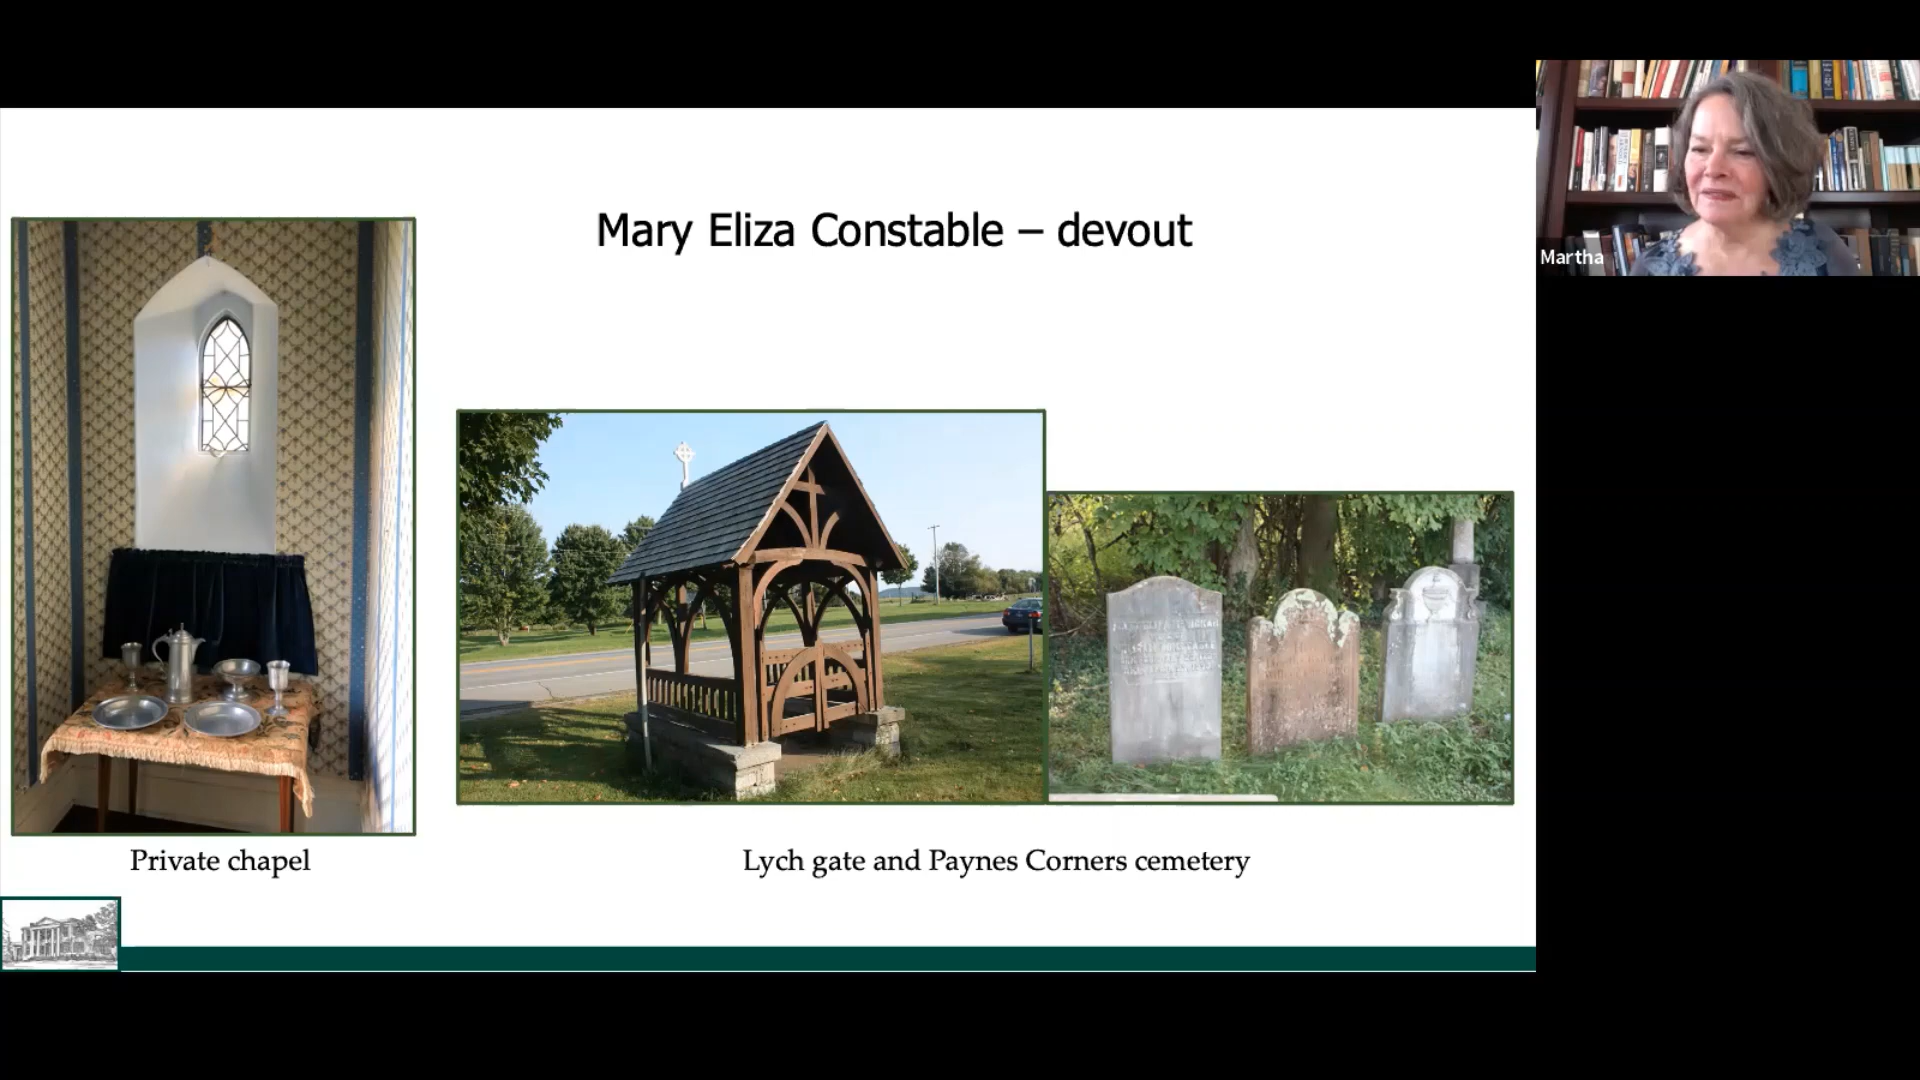 Mary Eliza Constable – devout
Martha
Private chapel
Lych gate and Paynes Corners cemetery